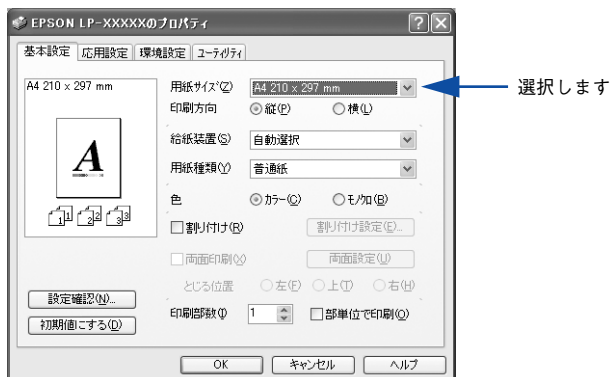 EPSON LP-XXXXXのプロパティ
基本設定 応用設定 環境設定 ユーティリティ
A4 210 x 297 mm
用紙サイズ(Z) A4 210 x 297 mm
選択します
印刷方向 縦(P) 横(L)
給紙装置(S) 自動選択
A
用紙種類(Y) 普通紙
色 カラー(C) モノクロ(B)
1 1 2 2 3 3
割り付け(R) 割り付け設定(E)...
両面印刷(X) 両面設定(U)
とじる位置 左(F) 上(T) 右(H)
設定確認(N)...
印刷部数(I) 1 部単位で印刷(O)
初期値にする(D)
OK キャンセル ヘルプ